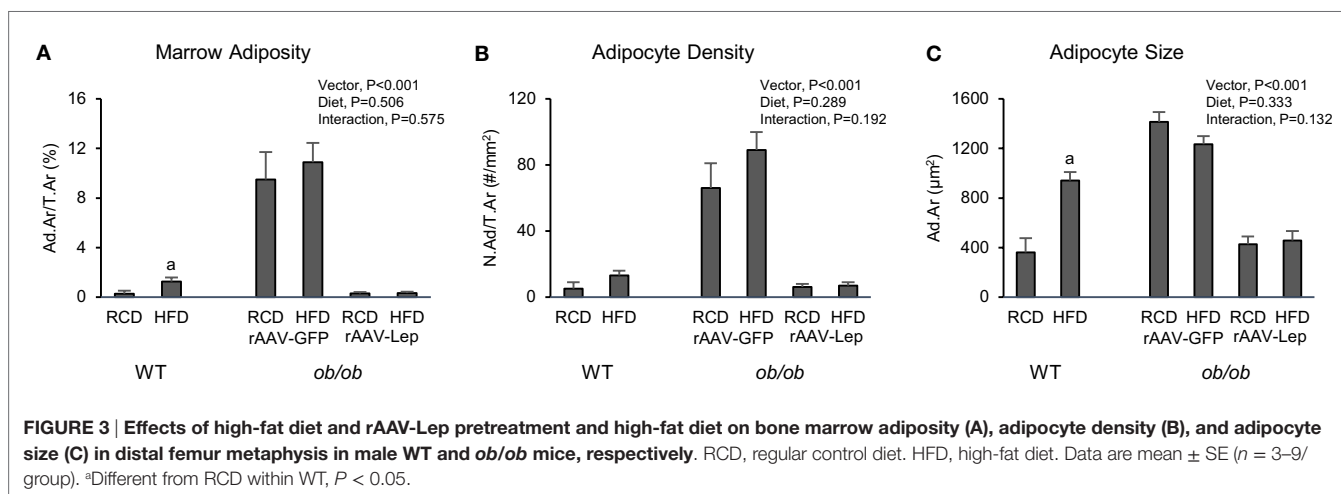 A
Marrow Adiposity
Vector, P<0.001
Diet, P=0.506
Interaction, P=0.575
Ad.Ar/T.Ar (%)
16
12
8
4
0
a
RCD HFD RCD HFD RCD HFD
rAAV-GFP rAAV-Lep
WT ob/ob
B
Adipocyte Density
Vector, P<0.001
Diet, P=0.289
Interaction, P=0.192
N.Ad/T.Ar (#/mm²)
120
80
40
0
RCD HFD RCD HFD RCD HFD
rAAV-GFP rAAV-Lep
WT ob/ob
C
Adipocyte Size
Vector, P<0.001
Diet, P=0.333
Interaction, P=0.132
Ad.Ar (µm²)
1600
1200
800
400
0
a
RCD HFD RCD HFD RCD HFD
rAAV-GFP rAAV-Lep
WT ob/ob
FIGURE 3 | Effects of high-fat diet and rAAV-Lep pretreatment and high-fat diet on bone marrow adiposity (A), adipocyte density (B), and adipocyte
size (C) in distal femur metaphysis in male WT and ob/ob mice, respectively. RCD, regular control diet. HFD, high-fat diet. Data are mean ± SE (n = 3–9/
group). ᵃDifferent from RCD within WT, P < 0.05.